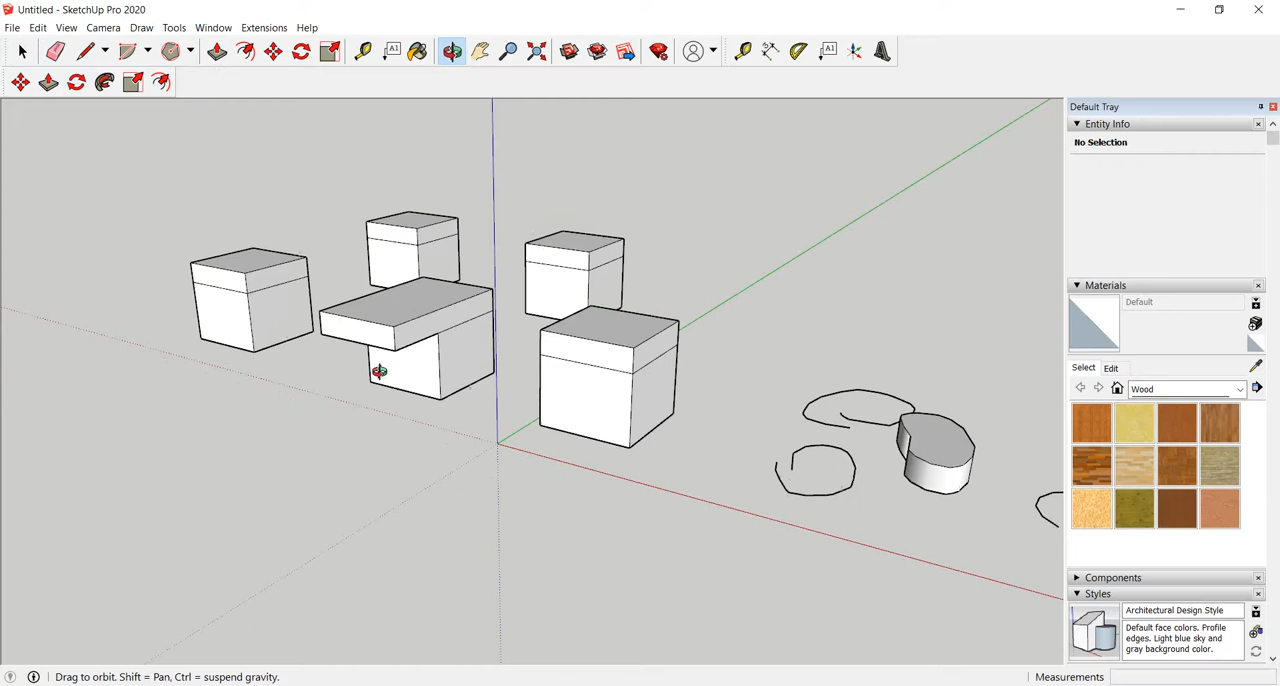 Untitled - SketchUp Pro 2020
File Edit View Camera Draw Tools Window Extensions Help
A1
A1
Default Tray
Entity Info
No Selection
Materials
Default
Select Edit
Wood
Components
Styles
Architectural Design Style
Default face colors. Profile
edges. Light blue sky and
gray background color.
Drag to orbit. Shift = Pan, Ctrl = suspend gravity.
Measurements